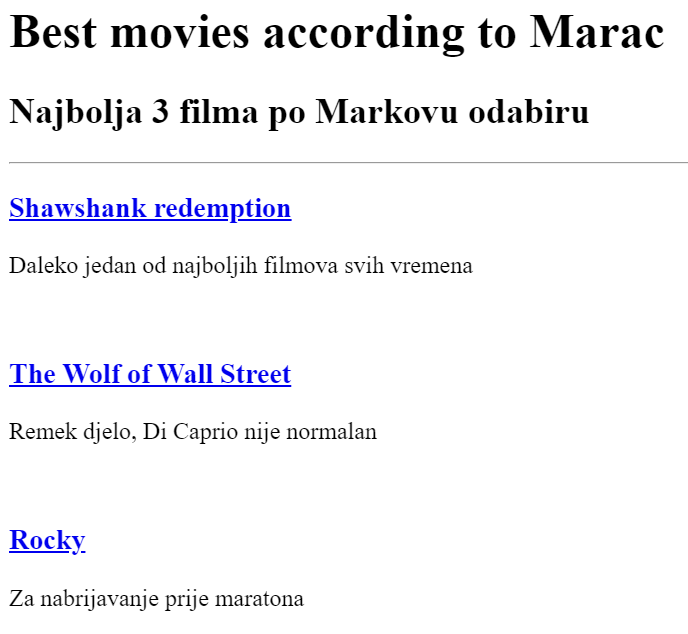 Best movies according to Marac
Najbolja 3 filma po Markovu odabiru
Shawshank redemption
Daleko jedan od najboljih filmova svih vremena
The Wolf of Wall Street
Remek djelo, Di Caprio nije normalan
Rocky
Za nabrijavanje prije maratona